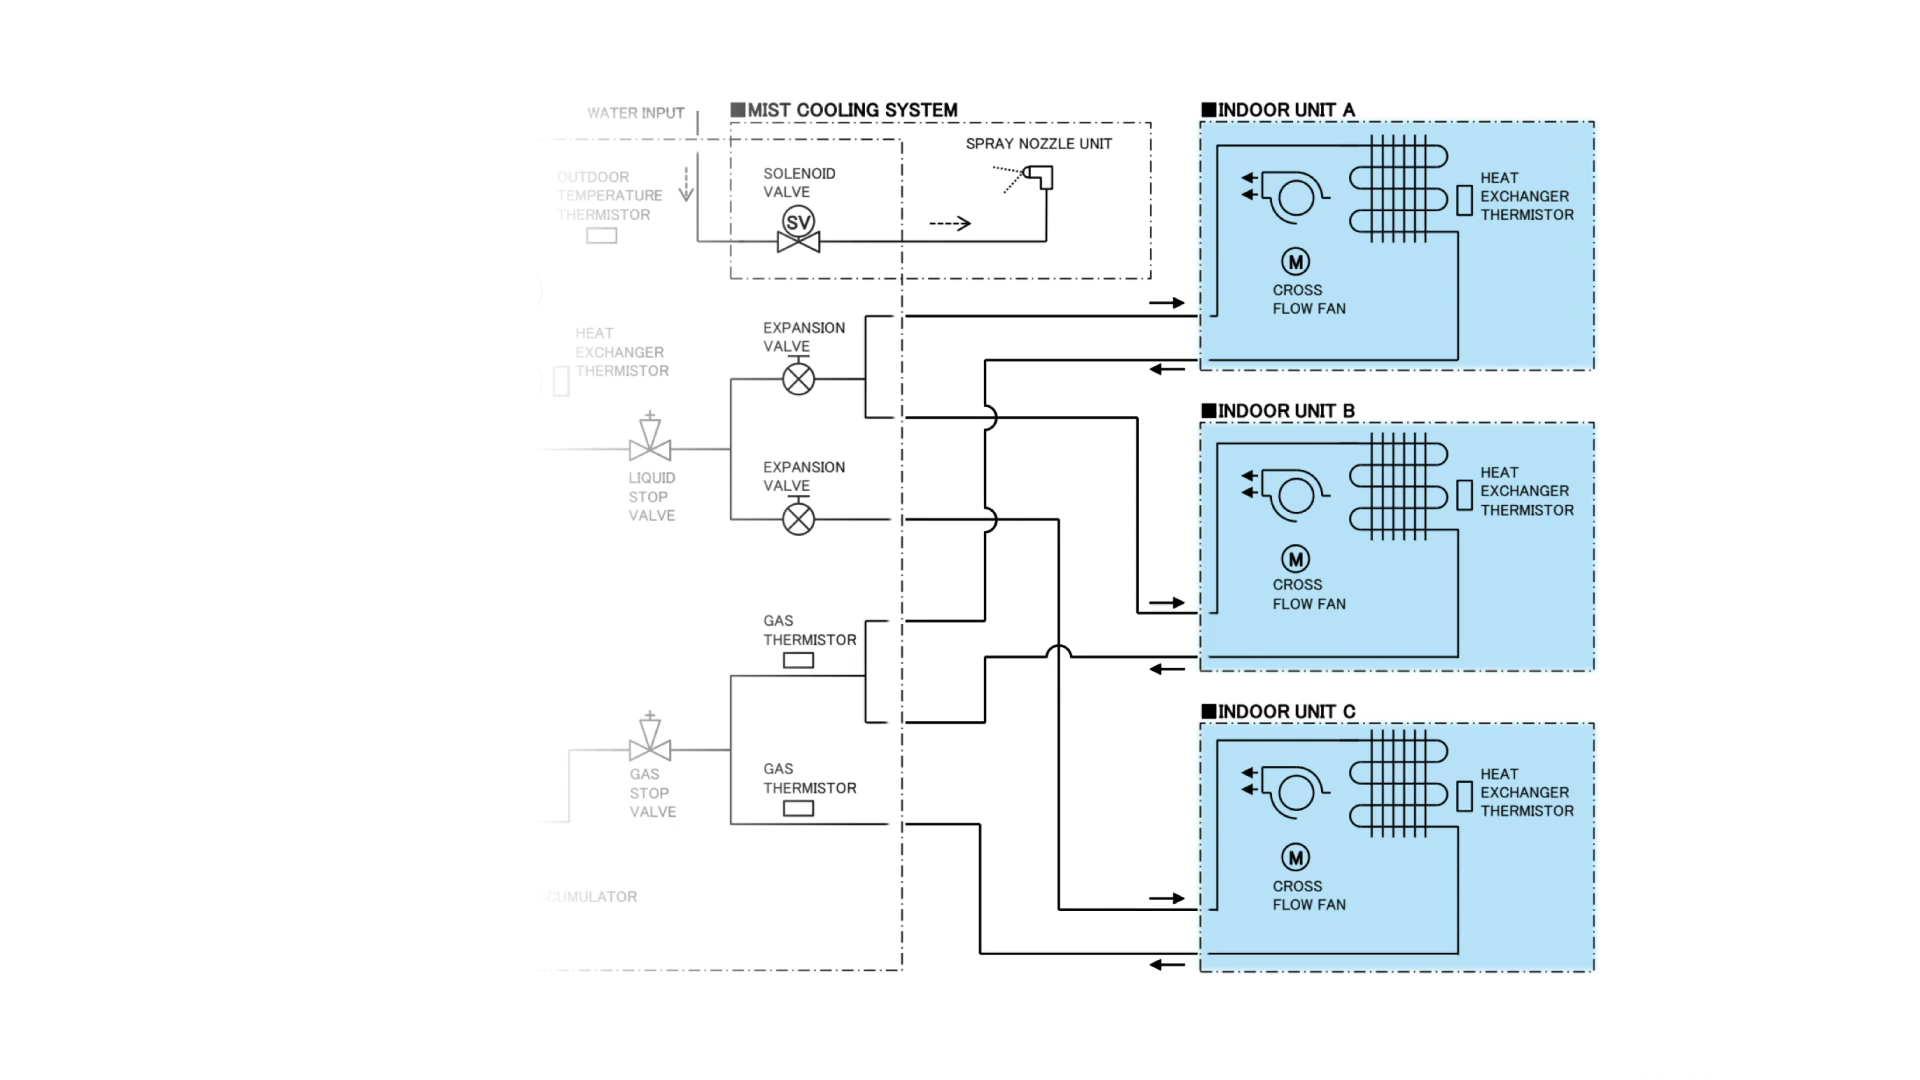 WATER INPUT
■MIST COOLING SYSTEM
SPRAY NOZZLE UNIT
SOLENOID
VALVE
SV
OUTDOOR
TEMPERATURE
THERMISTOR
HEAT
EXCHANGER
THERMISTOR
EXPANSION
VALVE
LIQUID
STOP
VALVE
EXPANSION
VALVE
GAS
THERMISTOR
GAS
STOP
VALVE
GAS
THERMISTOR
CCUMULATOR
■INDOOR UNIT A
HEAT
EXCHANGER
THERMISTOR
M
CROSS
FLOW FAN
■INDOOR UNIT B
HEAT
EXCHANGER
THERMISTOR
M
CROSS
FLOW FAN
■INDOOR UNIT C
HEAT
EXCHANGER
THERMISTOR
M
CROSS
FLOW FAN